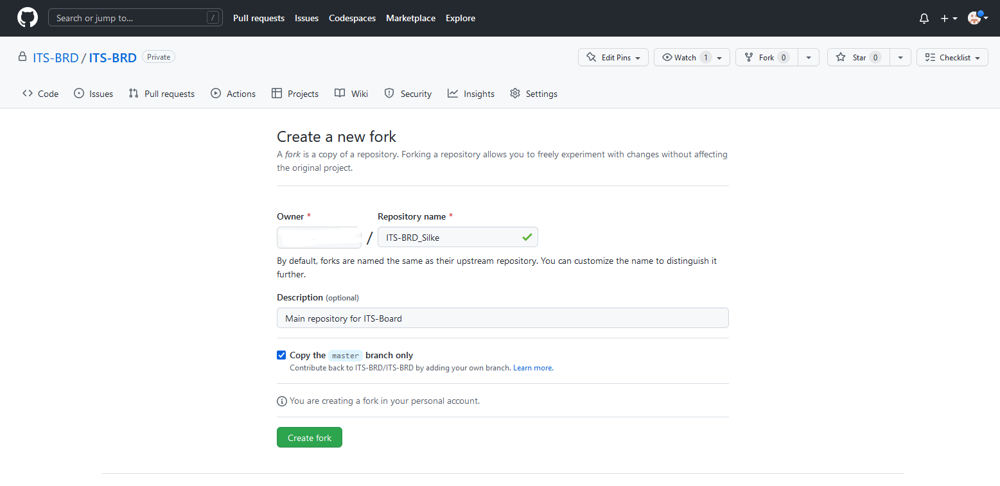 Search or jump to... / Pull requests Issues Codespaces Marketplace Explore
ITS-BRD / ITS-BRD Private Edit Pins Watch 1 Fork 0 Star 0 Checklist
Code Issues Pull requests Actions Projects Wiki Security Insights Settings
Create a new fork
A fork is a copy of a repository. Forking a repository allows you to freely experiment with changes without affecting
the original project.
Owner * Repository name *
/ ITS-BRD_Silke
By default, forks are named the same as their upstream repository. You can customize the name to distinguish it
further.
Description (optional)
Main repository for ITS-Board
Copy the master branch only
Contribute back to ITS-BRD/ITS-BRD by adding your own branch. Learn more.
You are creating a fork in your personal account.
Create fork